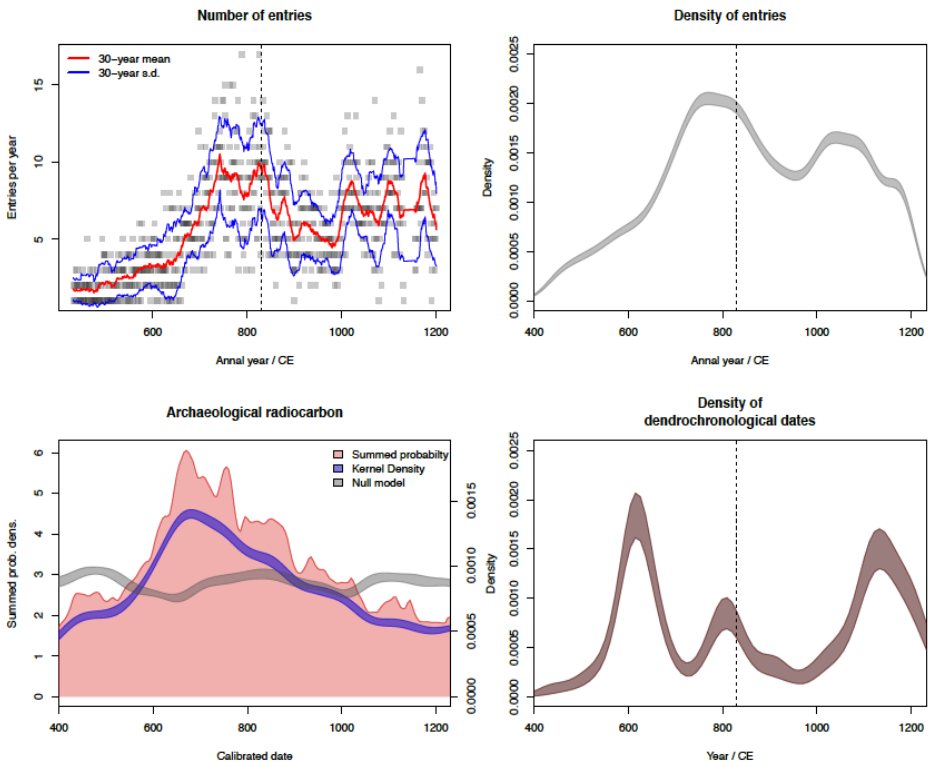 Number of entries
30-year mean
30-year s.d.
Entries per year
15
10
5
600
800
1000
1200
Annal year / CE
Density of entries
Density
0.0025
0.0020
0.0015
0.0010
0.0005
0.0000
400
600
800
1000
1200
Annal year / CE
Archaeological radiocarbon
Summed probabilty
Kernel Density
Null model
Summed prob. dens.
6
5
4
3
2
1
0
0.0015
0.0010
0.0005
0.0000
400
600
800
1000
1200
Calibrated date
Density of
dendrochronological dates
Density
0.0025
0.0020
0.0015
0.0010
0.0005
0.0000
400
600
800
1000
1200
Year / CE